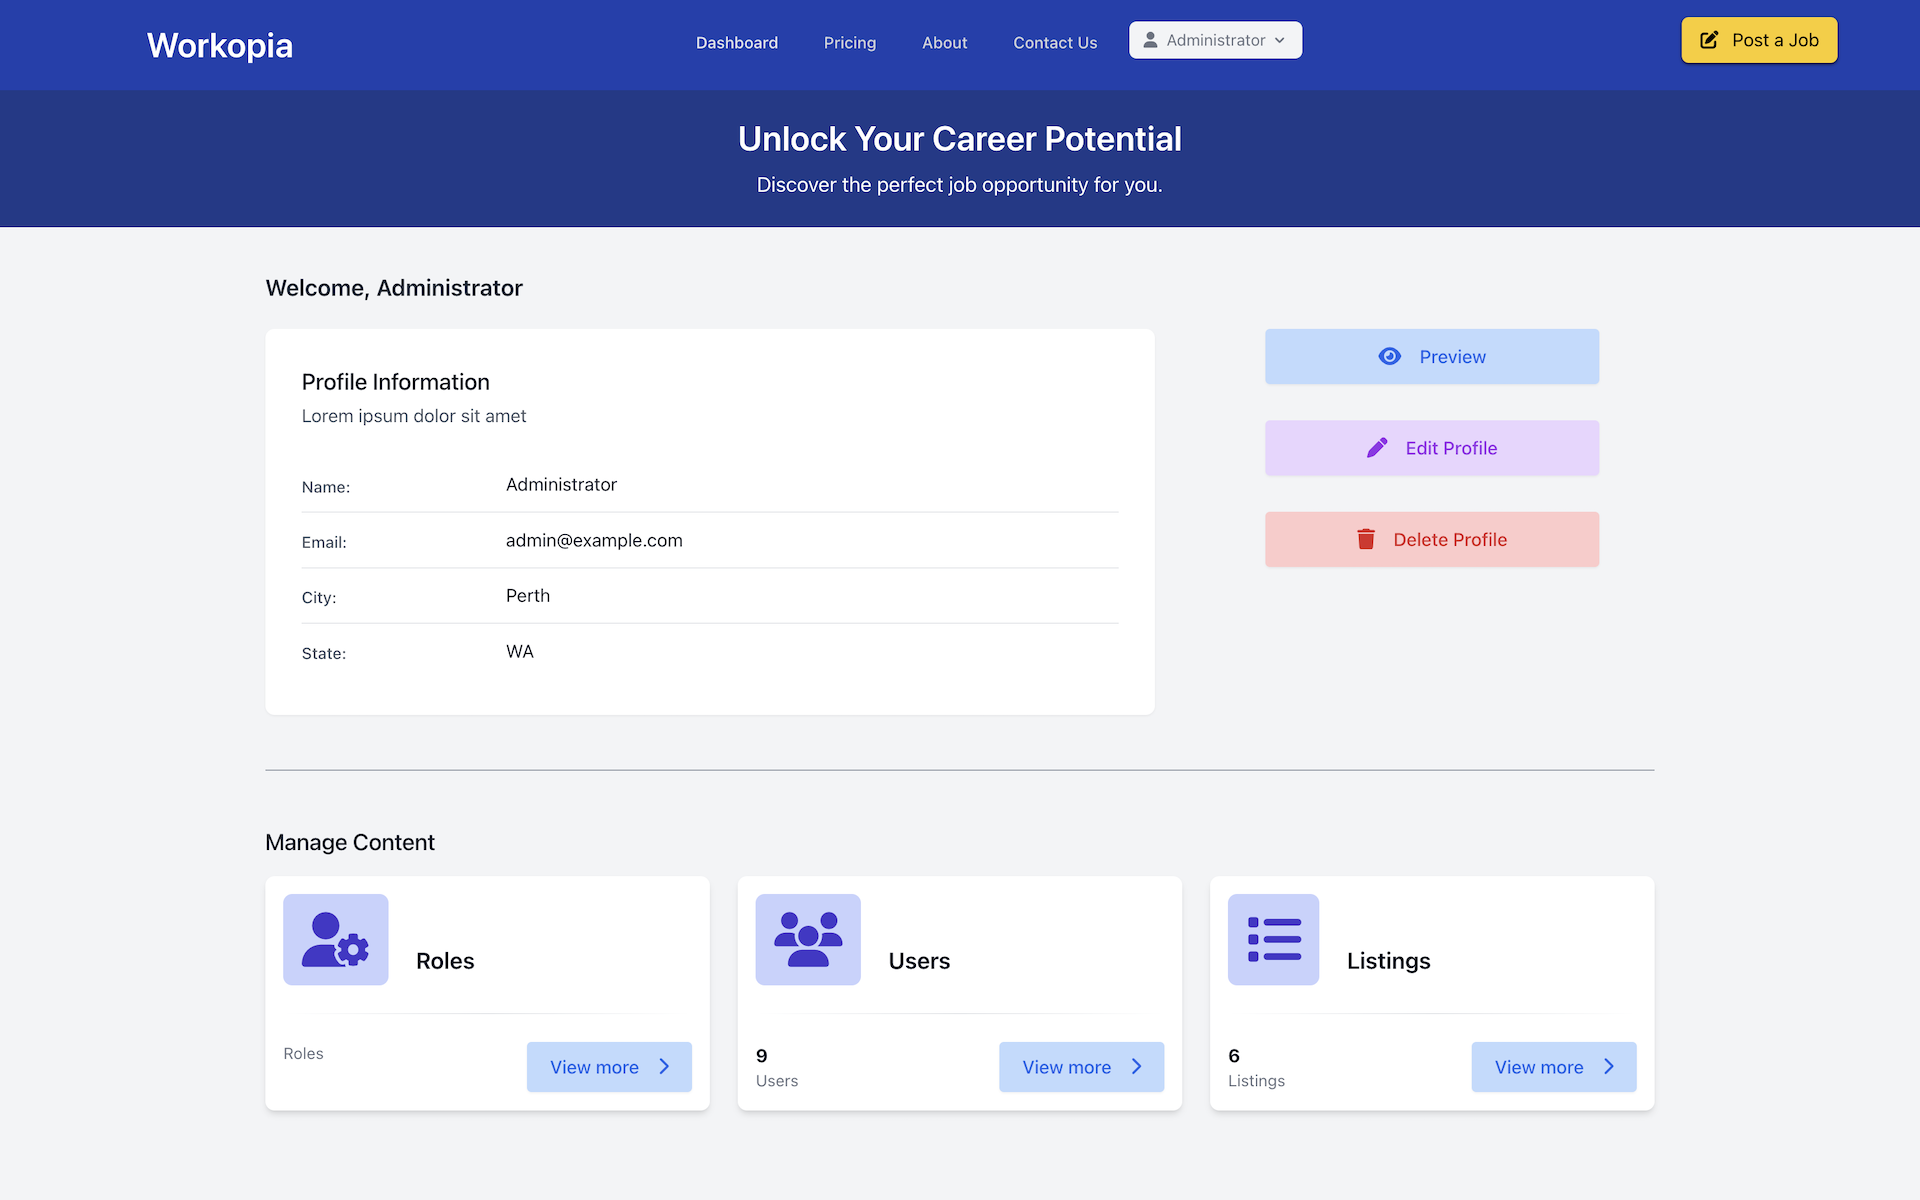 Workopia
Dashboard Pricing About Contact Us Administrator Post a Job
Unlock Your Career Potential
Discover the perfect job opportunity for you.
Welcome, Administrator
Profile Information
Lorem ipsum dolor sit amet
Name: Administrator
Email: admin@example.com
City: Perth
State: WA
Preview
Edit Profile
Delete Profile
Manage Content
Roles
Roles
View more
Users
9
Users
View more
Listings
6
Listings
View more